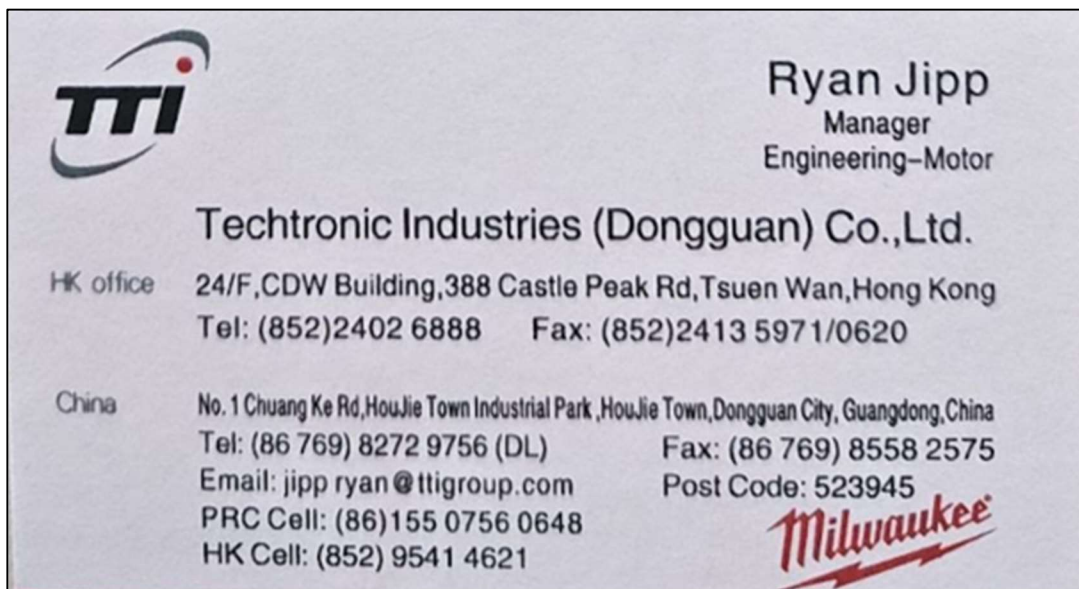 TTI
Ryan Jipp
Manager
Engineering-Motor
Techtronic Industries (Dongguan) Co.,Ltd.
HK office 24/F,CDW Building,388 Castle Peak Rd,Tsuen Wan,Hong Kong
Tel: (852)2402 6888 Fax: (852)2413 5971/0620
China No. 1 Chuang Ke Rd,HouJie Town Industrial Park ,HouJie Town,Dongguan City, Guangdong,China
Tel: (86 769) 8272 9756 (DL) Fax: (86 769) 8558 2575
Email: jipp ryan@ttigroup.com Post Code: 523945
PRC Cell: (86)155 0756 0648
HK Cell: (852) 9541 4621
Milwaukee